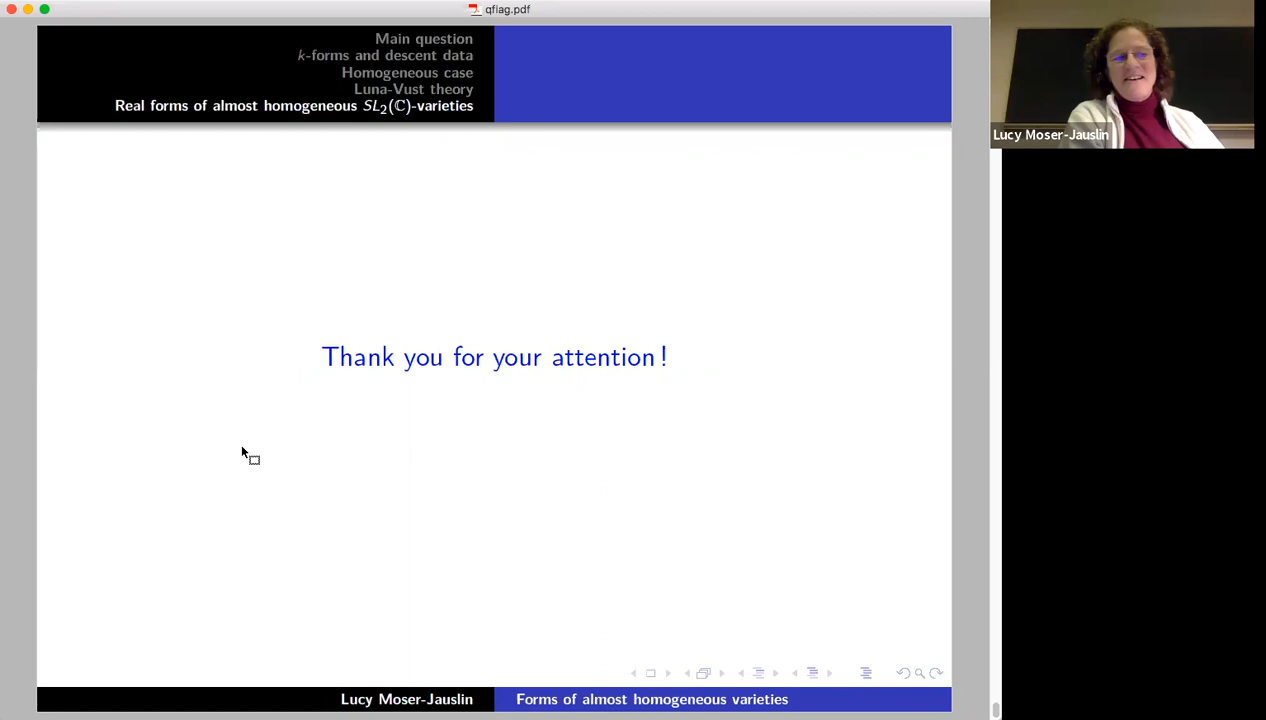 qflag.pdf
Main question
k-forms and descent data
Homogeneous case
Luna-Vust theory
Real forms of almost homogeneous SL₂(ℂ)-varieties
Lucy Moser-Jauslin
Thank you for your attention !
Lucy Moser-Jauslin
Forms of almost homogeneous varieties